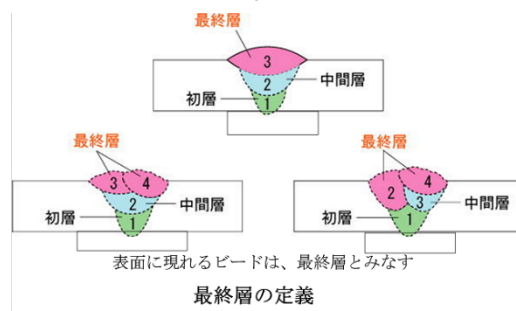 最終層
3
2
中間層
初層
1
最終層
3
4
2
中間層
初層
1
最終層
4
2
3
中間層
初層
1
表面に現れるビードは、最終層とみなす
最終層の定義